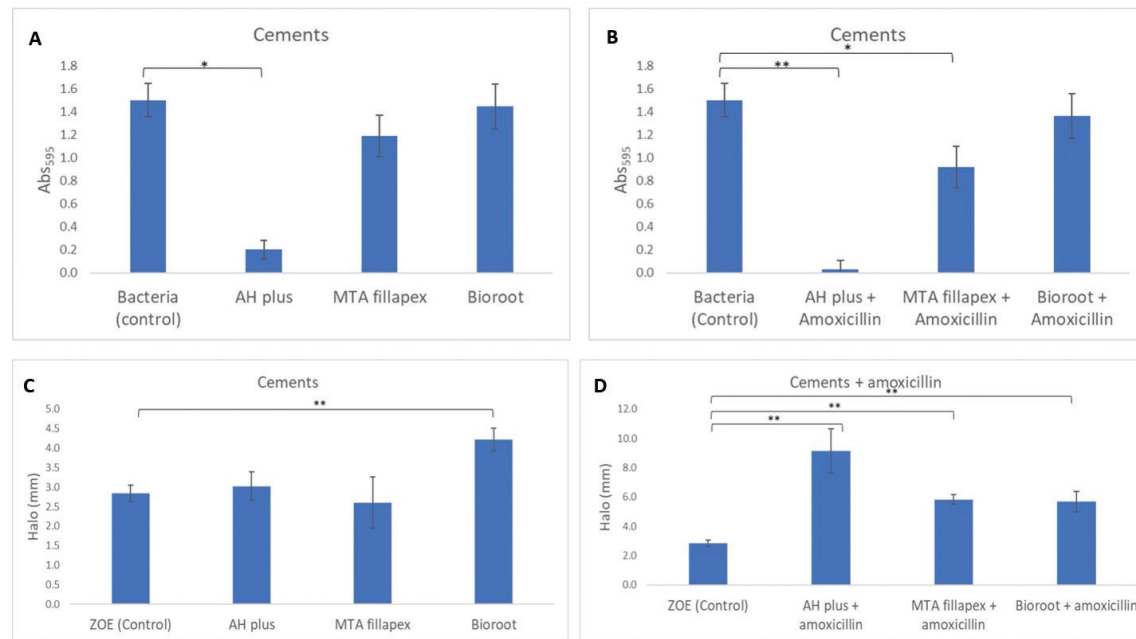 A
Cements
*
1.8
1.6
1.4
1.2
1.0
0.8
0.6
0.4
0.2
0.0
Abs595
Bacteria
(control)
AH plus
MTA fillapex
Bioroot
B
Cements
*
**
1.8
1.6
1.4
1.2
1.0
0.8
0.6
0.4
0.2
0.0
Abs595
Bacteria
(Control)
AH plus +
Amoxicillin
MTA fillapex +
Amoxicillin
Bioroot +
Amoxicillin
C
Cements
**
5.0
4.5
4.0
3.5
3.0
2.5
2.0
1.5
1.0
0.5
0.0
Halo (mm)
ZOE (Control)
AH plus
MTA fillapex
Bioroot
D
Cements + amoxicillin
**
**
**
12.0
10.0
8.0
6.0
4.0
2.0
0.0
Halo (mm)
ZOE (Control)
AH plus +
amoxicillin
MTA fillapex +
amoxicillin
Bioroot + amoxicillin